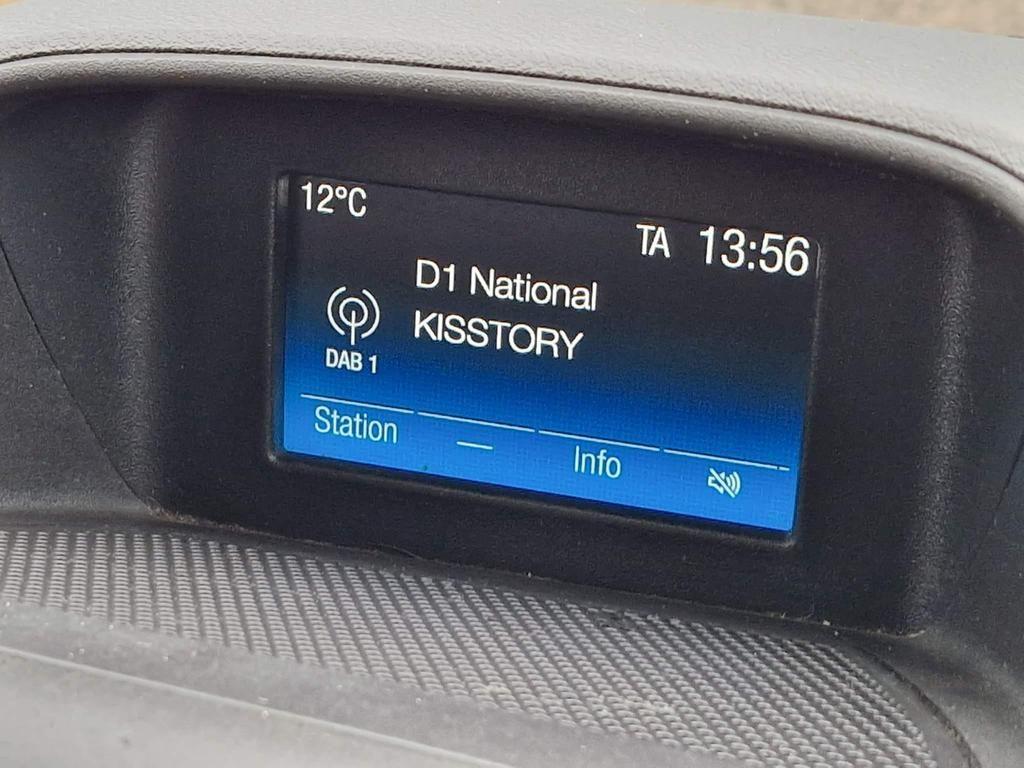 12°C
TA 13:56
D1 National
KISSTORY
DAB 1
Station — Info